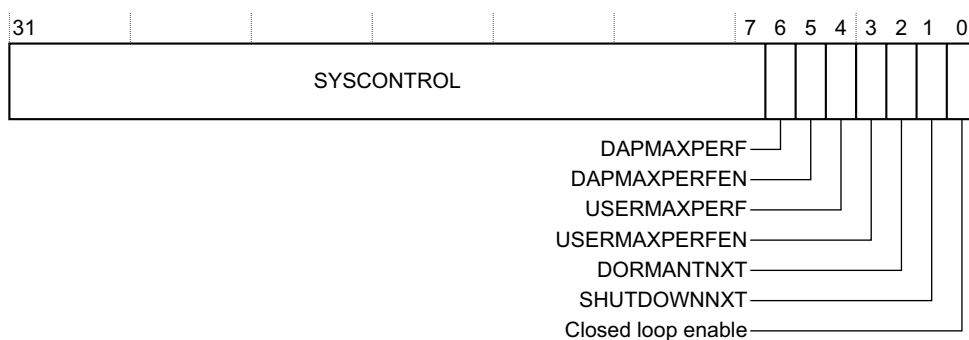 31 7 6 5 4 3 2 1 0
SYSCONTROL
DAPMAXPERF
DAPMAXPERFEN
USERMAXPERF
USERMAXPERFEN
DORMANTNXT
SHUTDOWNNXT
Closed loop enable